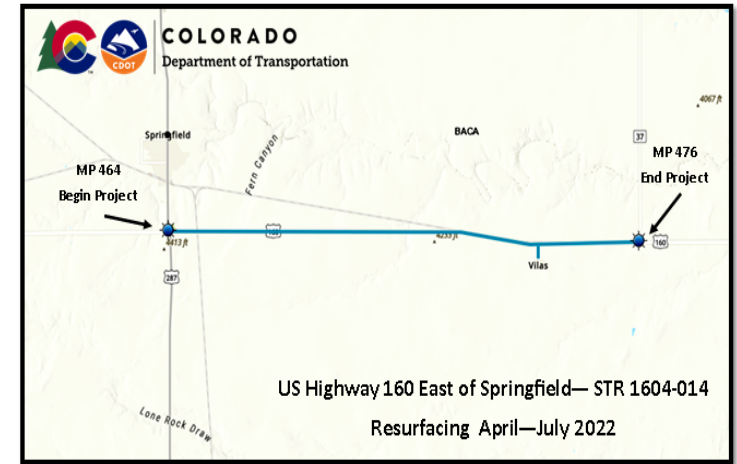 COLORADO
Department of Transportation
CDOT
TM
4067 ft
Springfield
BACA
37
Fern Canyon
MP 464
Begin Project
MP 476
End Project
160
4413 ft
4255 ft
160
Vilas
287
US Highway 160 East of Springfield— STR 1604-014
Lone Rock Draw
Resurfacing April—July 2022